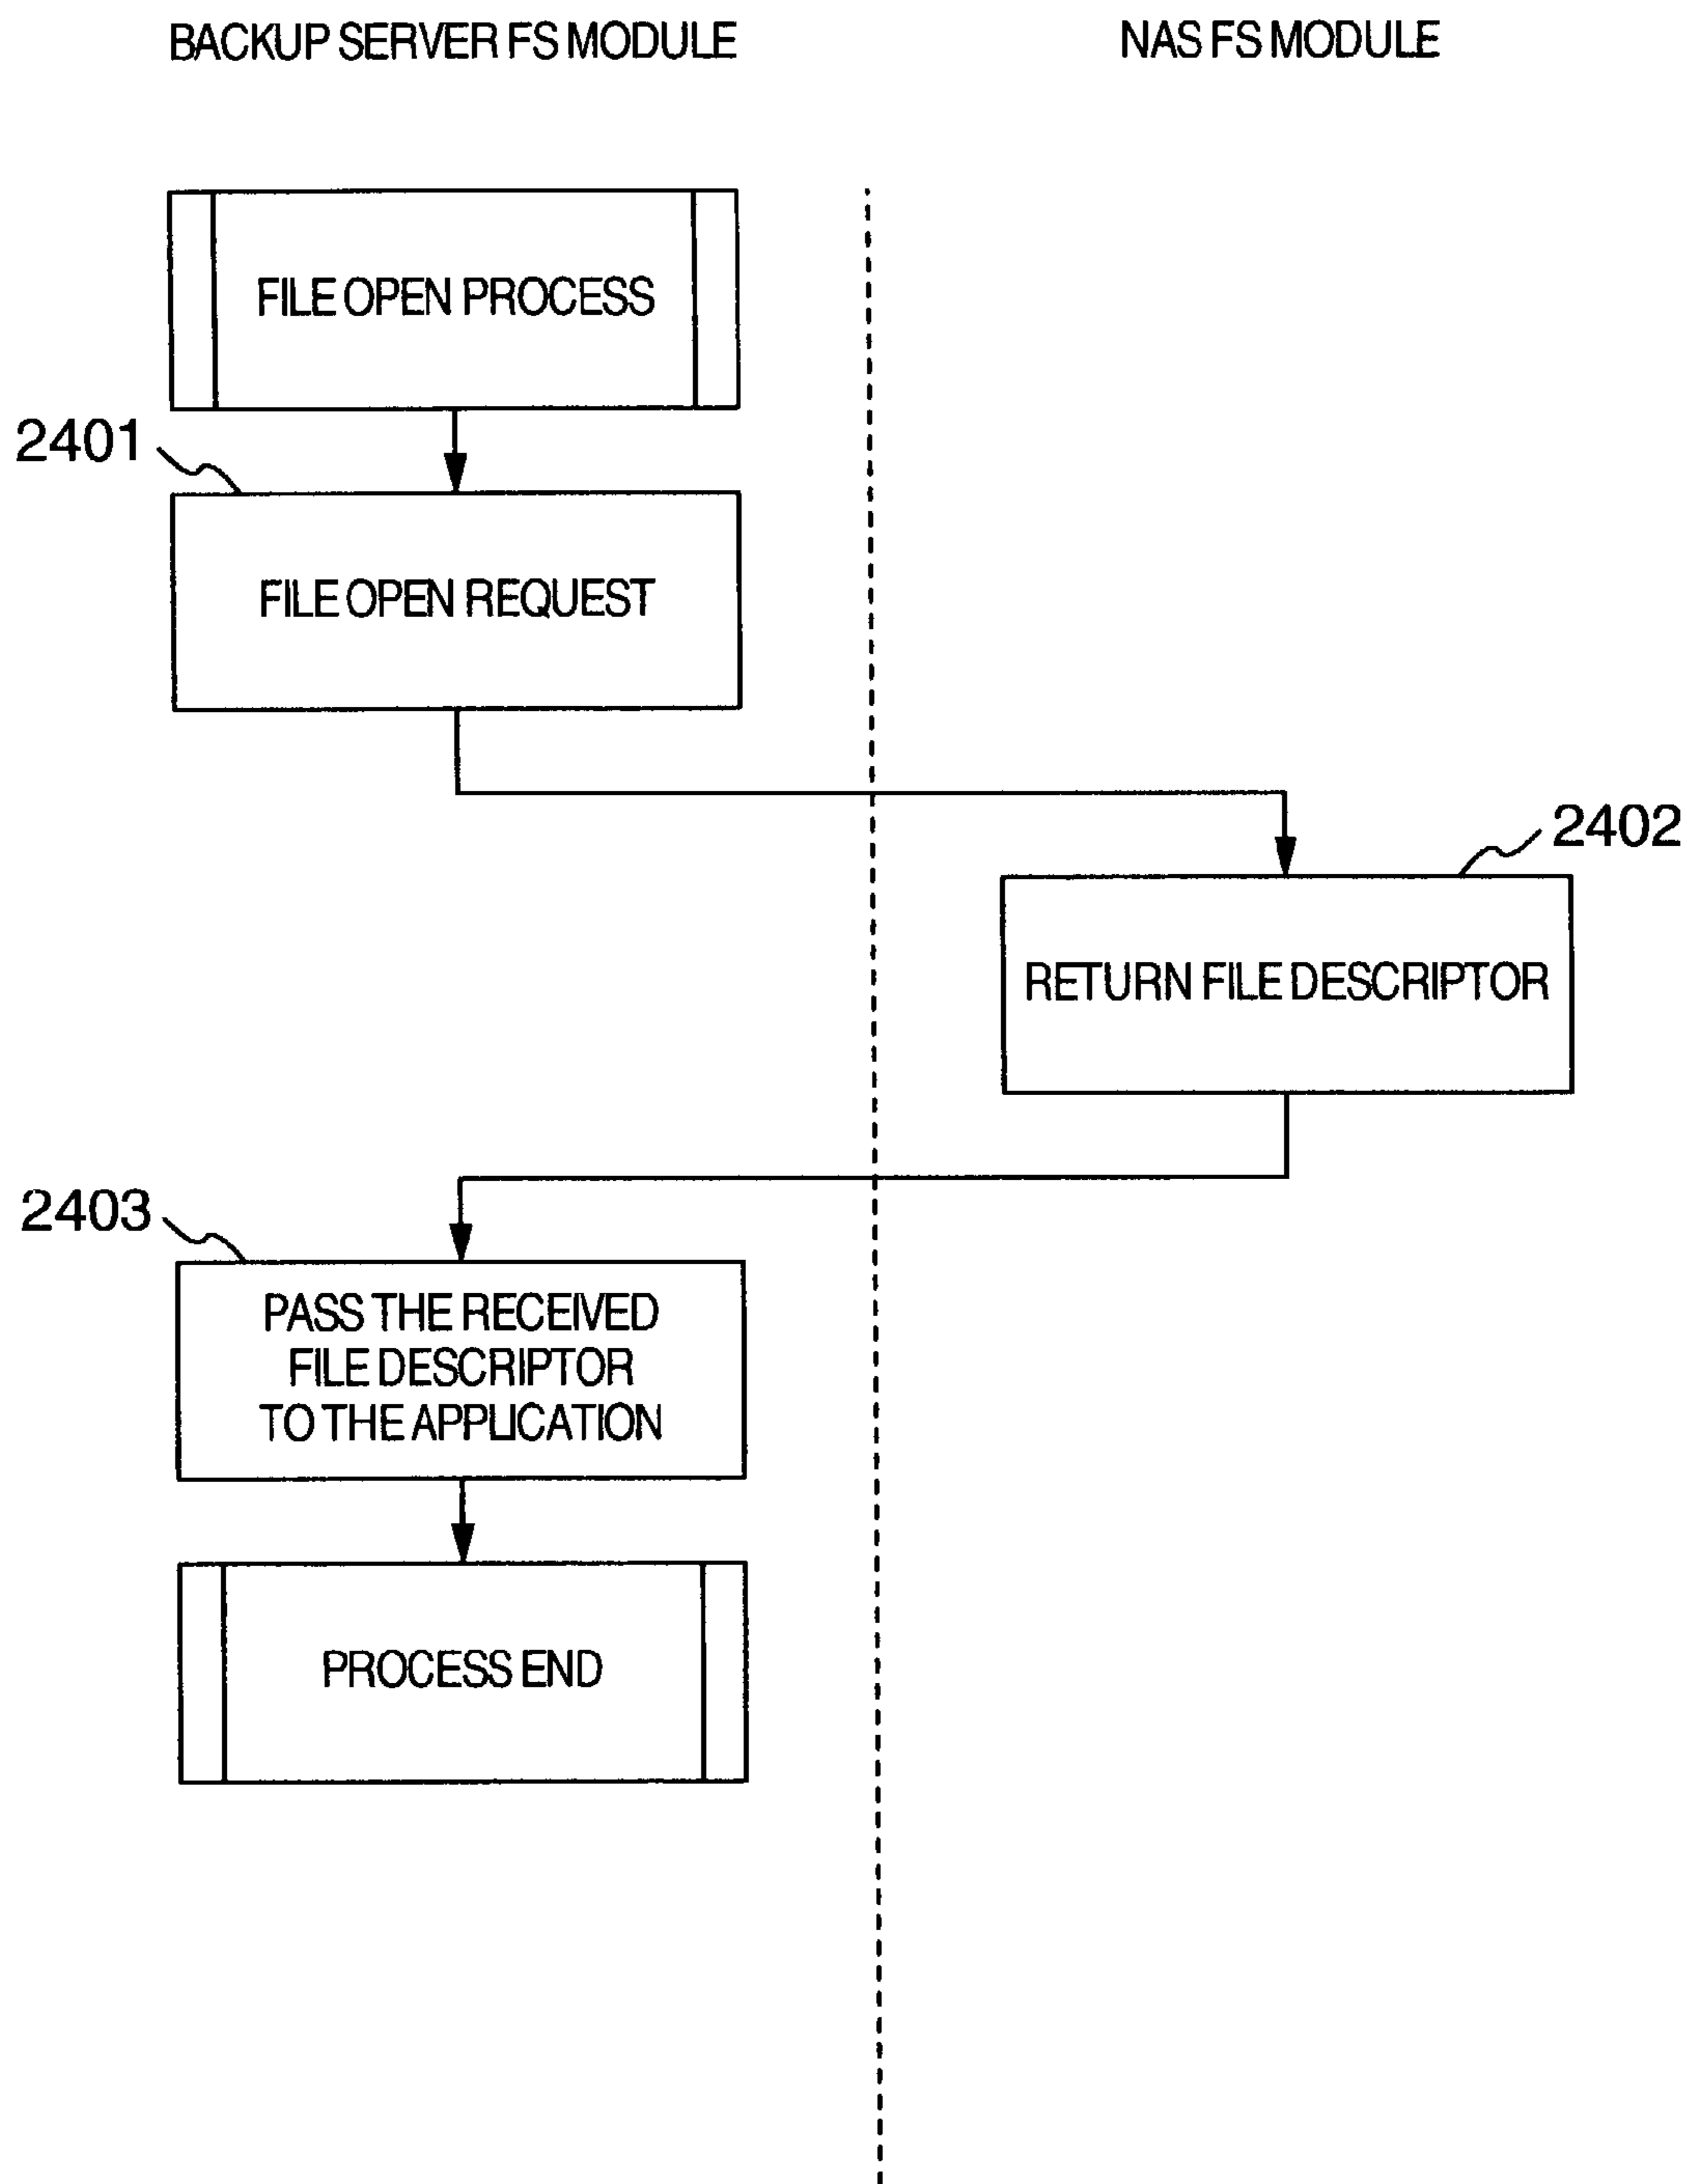 BACKUP SERVER FS MODULE
NAS FS MODULE
FILE OPEN PROCESS
2401
FILE OPEN REQUEST
2402
RETURN FILE DESCRIPTOR
2403
PASS THE RECEIVED
FILE DESCRIPTOR
TO THE APPLICATION
PROCESS END